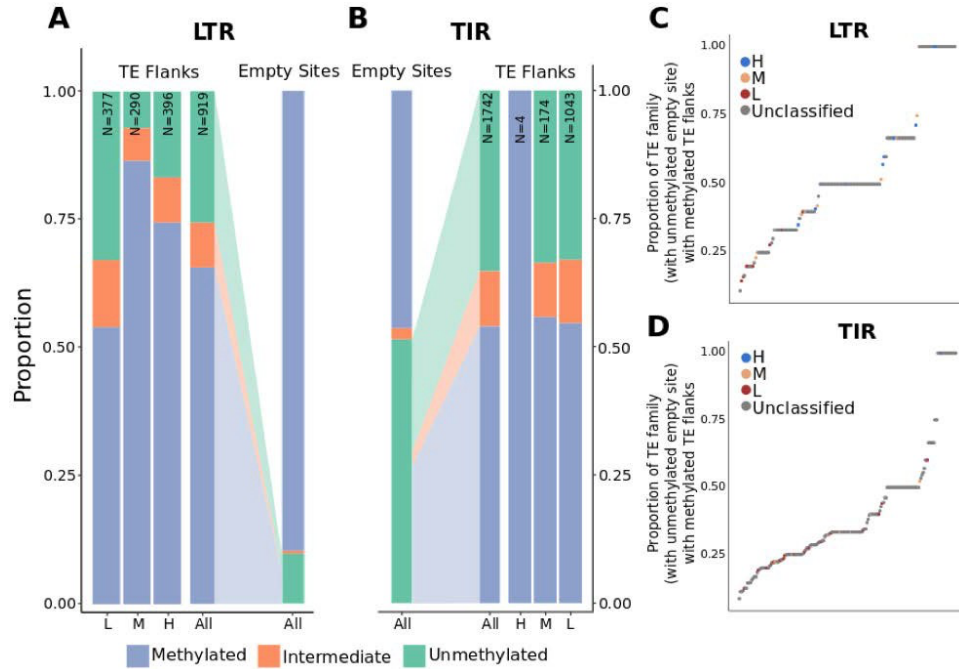 A
LTR
TE Flanks
Empty Sites
1.00
0.75
0.50
0.25
0.00
Proportion
N=377
N=290
N=396
N=919
L
M
H
All
All
B
TIR
Empty Sites
TE Flanks
N=1742
N=4
N=174
N=1043
1.00
0.75
0.50
0.25
0.00
All
All
H
M
L
Methylated
Intermediate
Unmethylated
C
LTR
Proportion of TE family
(with unmethylated empty site)
with methylated TE flanks
1.00
0.75
0.50
0.25
H
M
L
Unclassified
D
TIR
Proportion of TE family
(with unmethylated empty site)
with methylated TE flanks
1.00
0.75
0.50
0.25
H
M
L
Unclassified